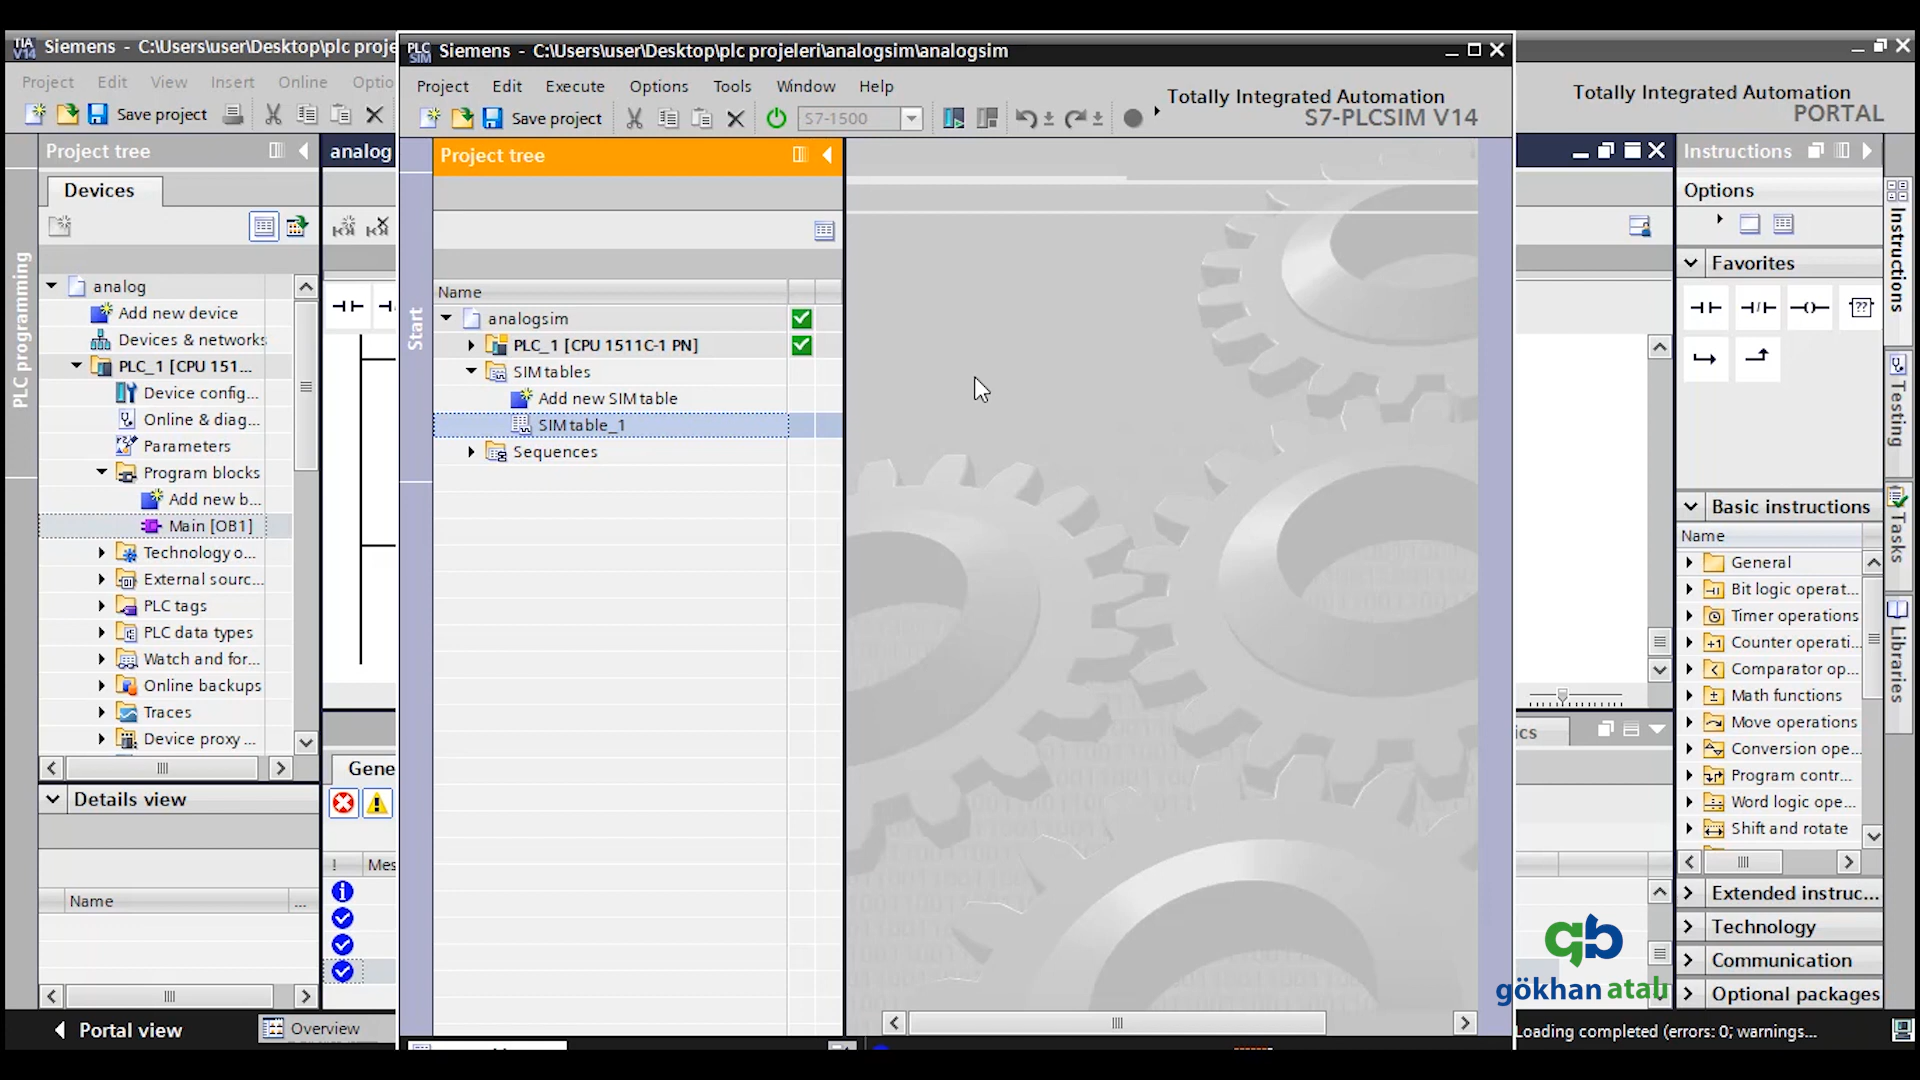 TIA V14 Siemens - C:\Users\user\Desktop\plc proje
Project Edit View Insert Online Optio
Save project
Project tree
Devices
PLC programming
analog
Add new device
Devices & networks
PLC_1 [CPU 151...
Device config...
Online & diag...
Parameters
Program blocks
Add new b...
Main [OB1]
Technology o...
External sourc...
PLC tags
PLC data types
Watch and for...
Online backups
Traces
Device proxy ...
Details view
Name ...
Portal view
Overview
analog
Gene
! Mes
PLC SIM Siemens - C:\Users\user\Desktop\plc projeleri\analogsim\analogsim
Project Edit Execute Options Tools Window Help
Save project S7-1500
Totally Integrated Automation
S7-PLCSIM V14
Start
Project tree
Name
analogsim
PLC_1 [CPU 1511C-1 PN]
SIM tables
Add new SIM table
SIM table_1
Sequences
Totally Integrated Automation
PORTAL
Instructions
Options
Favorites
??
Basic instructions
Name
General
Bit logic operat...
Timer operations
Counter operati...
Comparator op...
Math functions
Move operations
Conversion ope...
Program contr...
Word logic ope...
Shift and rotate
Extended instruc...
Technology
Communication
Optional packages
Instructions
Testing
Tasks
Libraries
ics
gökhan atalı
Loading completed (errors: 0; warnings...